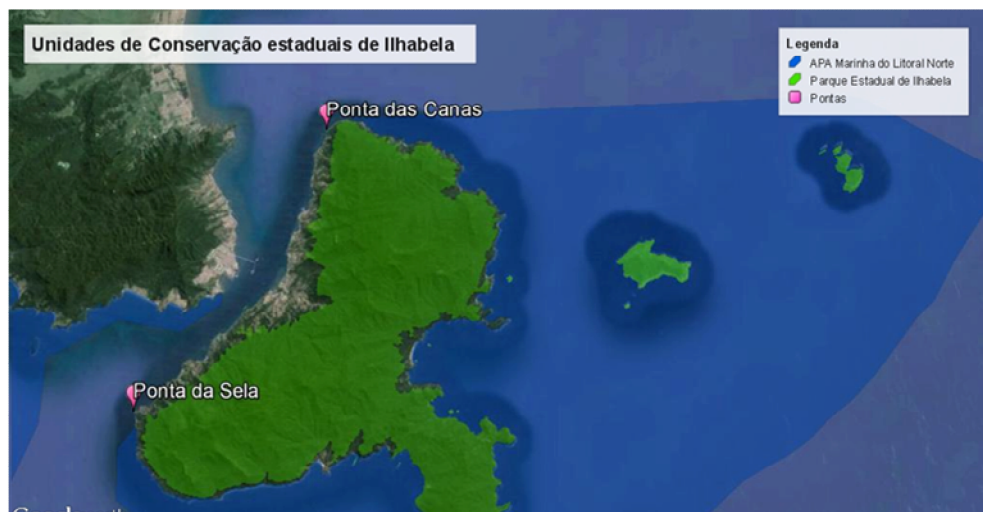 Unidades de Conservação estaduais de Ilhabela
Legenda
APA Marinha do Litoral Norte
Parque Estadual de Ilhabela
Pontas
Ponta das Canas
Ponta da Sela